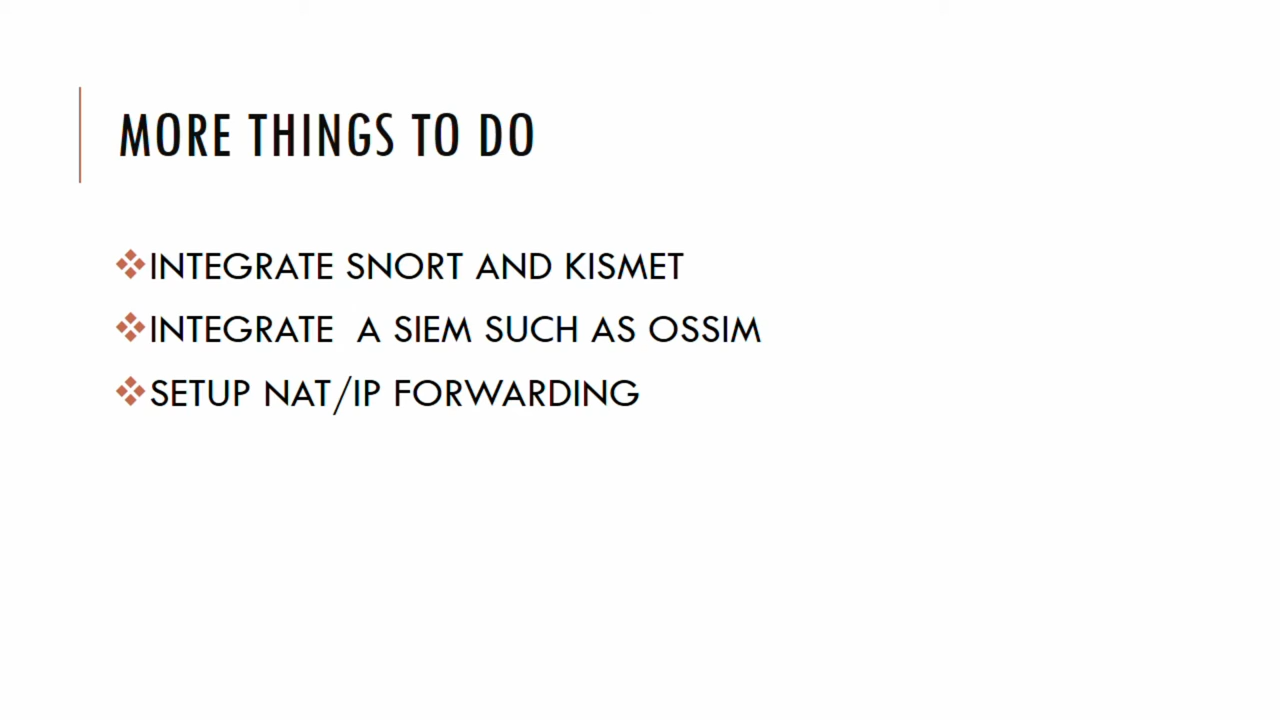 MORE THINGS TO DO
❖INTEGRATE SNORT AND KISMET
❖INTEGRATE  A SIEM SUCH AS OSSIM
❖SETUP NAT/IP FORWARDING